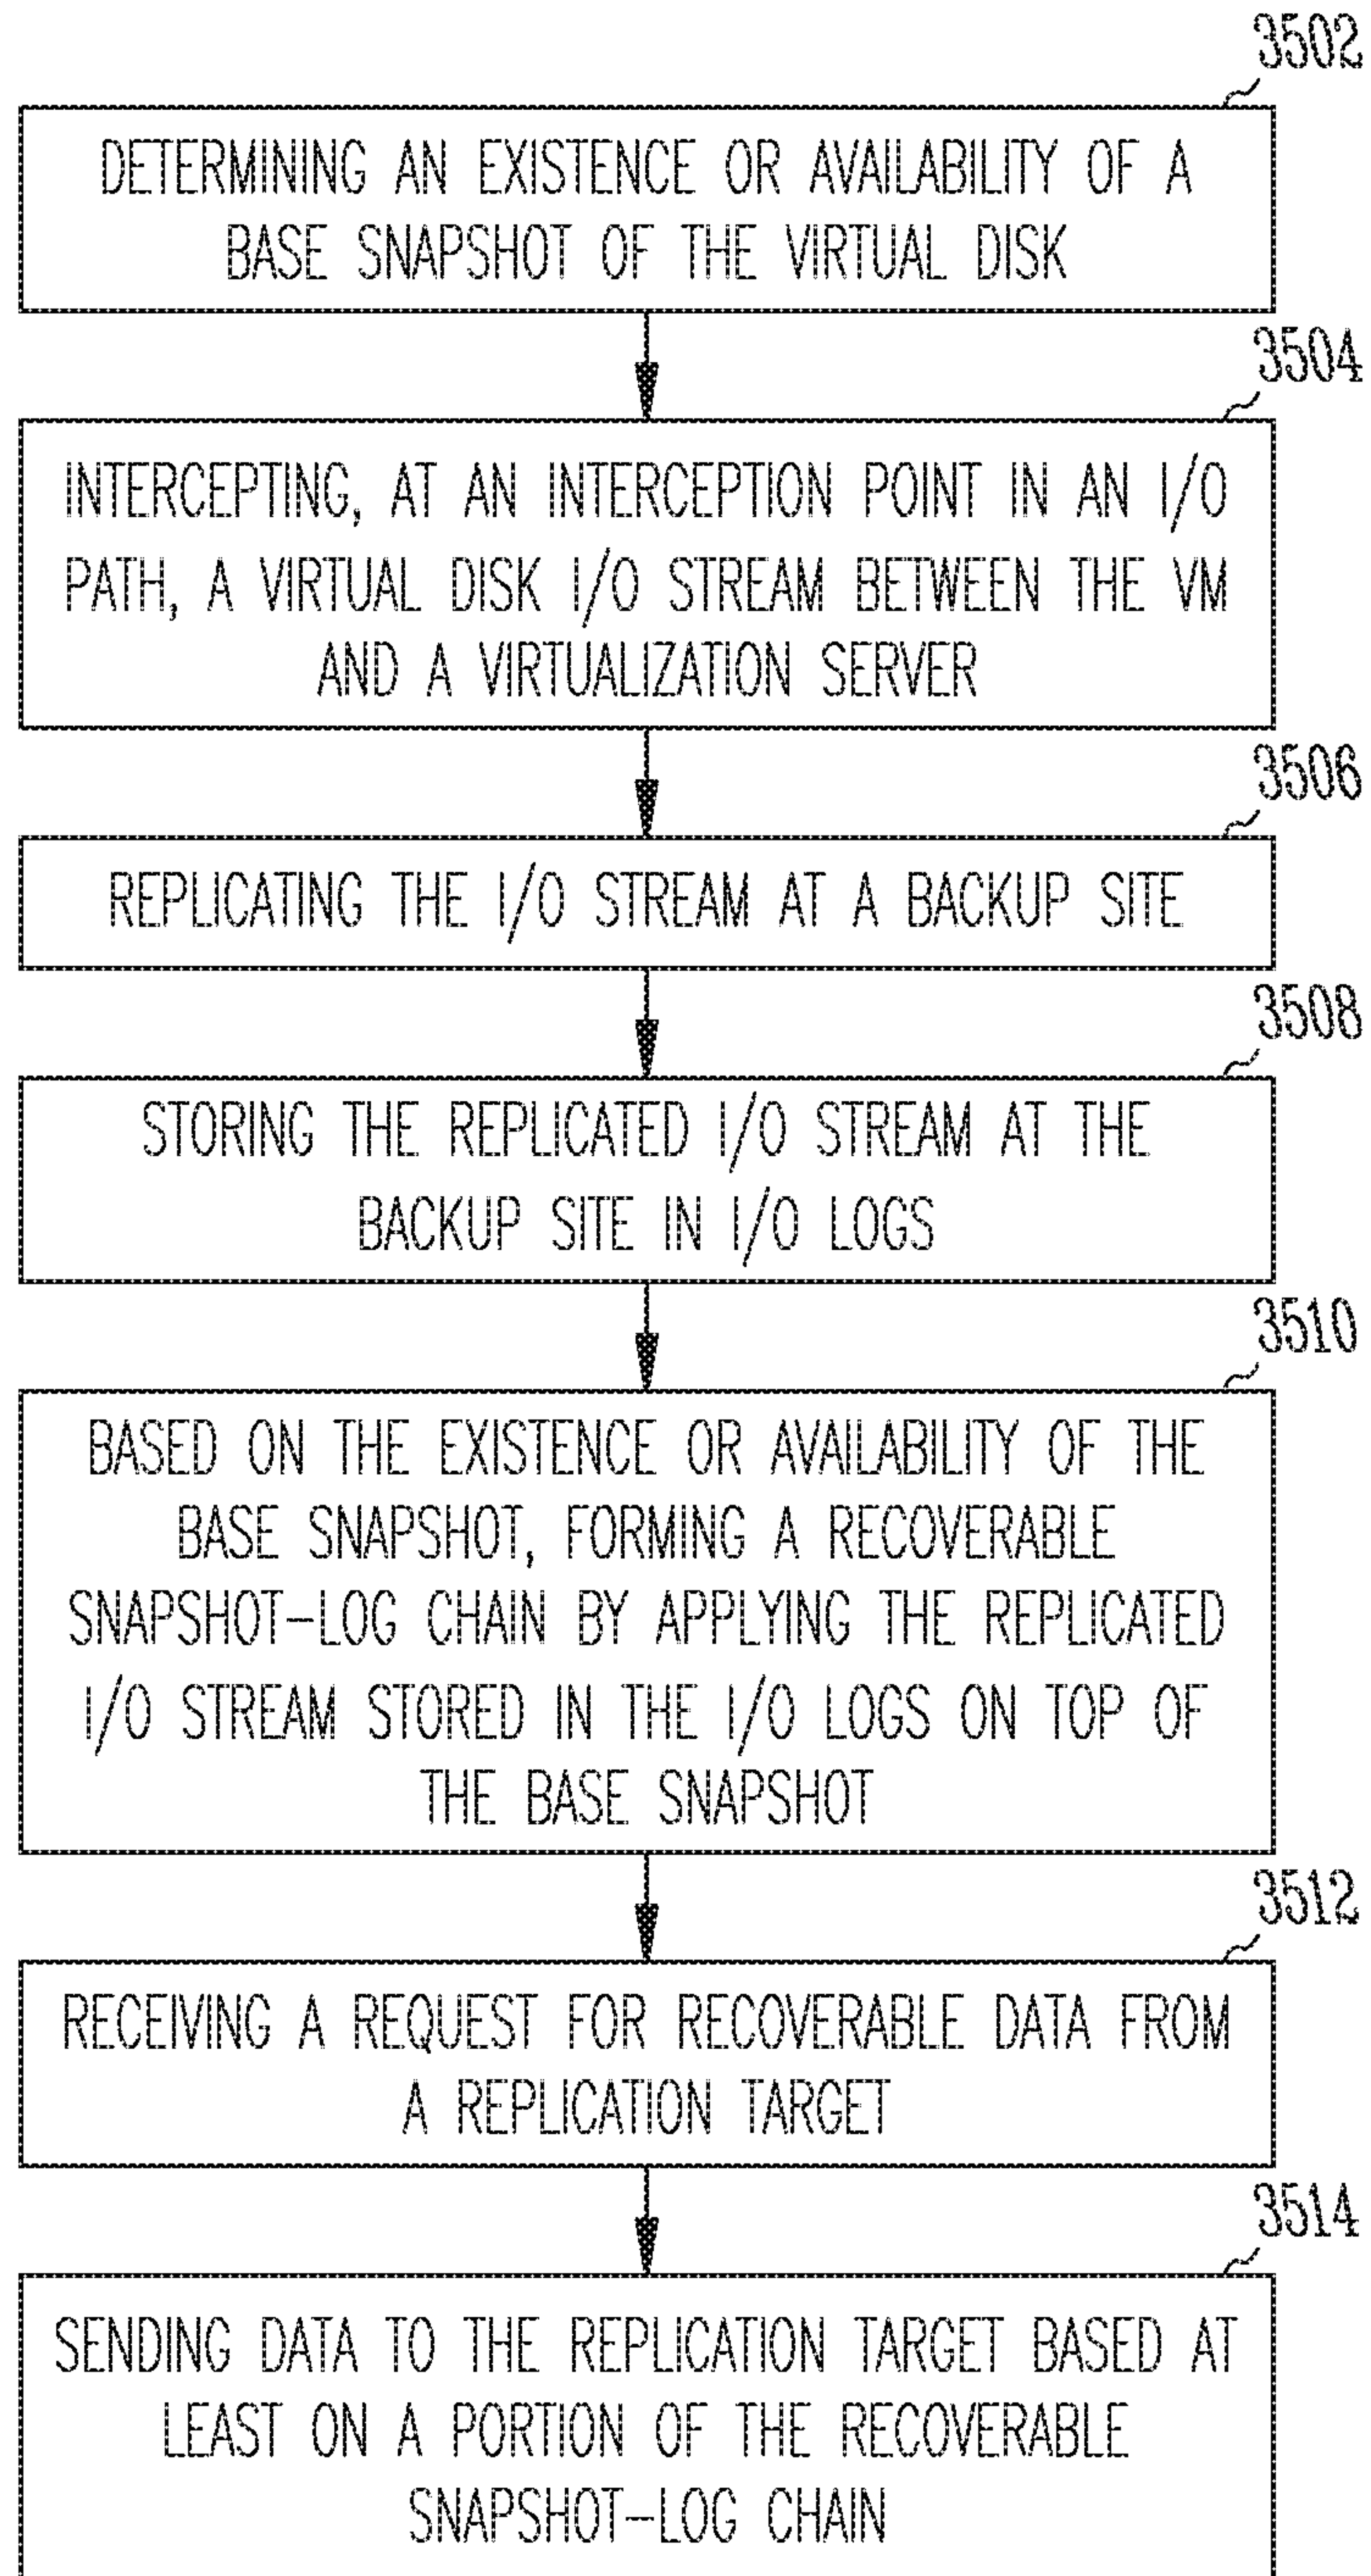 3502
DETERMINING AN EXISTENCE OR AVAILABILITY OF A
BASE SNAPSHOT OF THE VIRTUAL DISK
3504
INTERCEPTING, AT AN INTERCEPTION POINT IN AN I/O
PATH, A VIRTUAL DISK I/O STREAM BETWEEN THE VM
AND A VIRTUALIZATION SERVER
3506
REPLICATING THE I/O STREAM AT A BACKUP SITE
3508
STORING THE REPLICATED I/O STREAM AT THE
BACKUP SITE IN I/O LOGS
3510
BASED ON THE EXISTENCE OR AVAILABILITY OF THE
BASE SNAPSHOT, FORMING A RECOVERABLE
SNAPSHOT-LOG CHAIN BY APPLYING THE REPLICATED
I/O STREAM STORED IN THE I/O LOGS ON TOP OF
THE BASE SNAPSHOT
3512
RECEIVING A REQUEST FOR RECOVERABLE DATA FROM
A REPLICATION TARGET
3514
SENDING DATA TO THE REPLICATION TARGET BASED AT
LEAST ON A PORTION OF THE RECOVERABLE
SNAPSHOT-LOG CHAIN